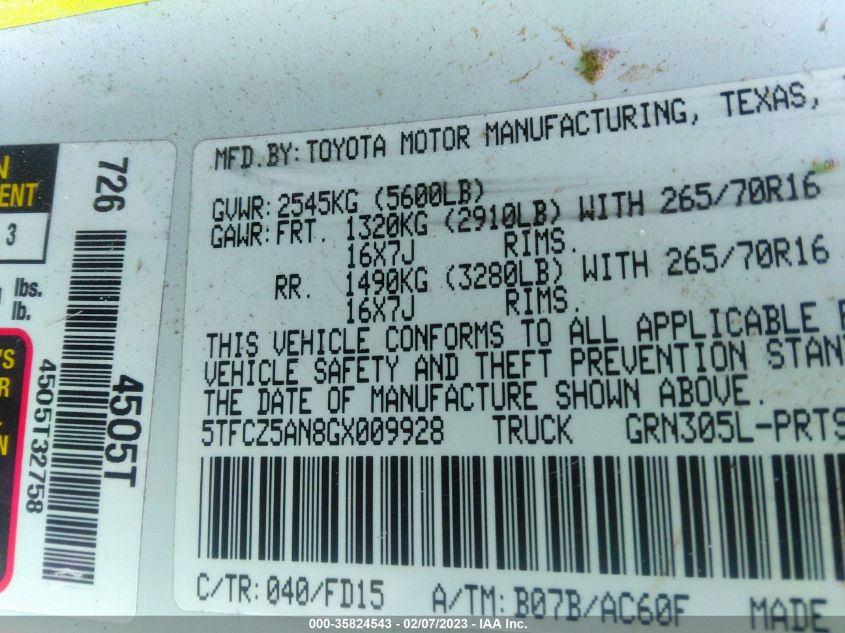 N
ENT
3
lbs.
lb.
'S
R
N
726
4505T
4505T32758
MFD.BY: TOYOTA MOTOR MANUFACTURING, TEXAS,
GVWR: 2545KG (5600LB)
GAWR: FRT. 1320KG (2910LB) WITH 265/70R16
16X7J RIMS.
RR. 1490KG (3280LB) WITH 265/70R16
16X7J RIMS.
THIS VEHICLE CONFORMS TO ALL APPLICABLE F
VEHICLE SAFETY AND THEFT PREVENTION STAN
THE DATE OF MANUFACTURE SHOWN ABOVE.
5TFCZ5AN8GX009928 TRUCK GRN305L-PRTS
C/TR: 040/FD15 A/TM: B07B/AC60F MADE
000-35824543 - 02/07/2023 - IAA Inc.